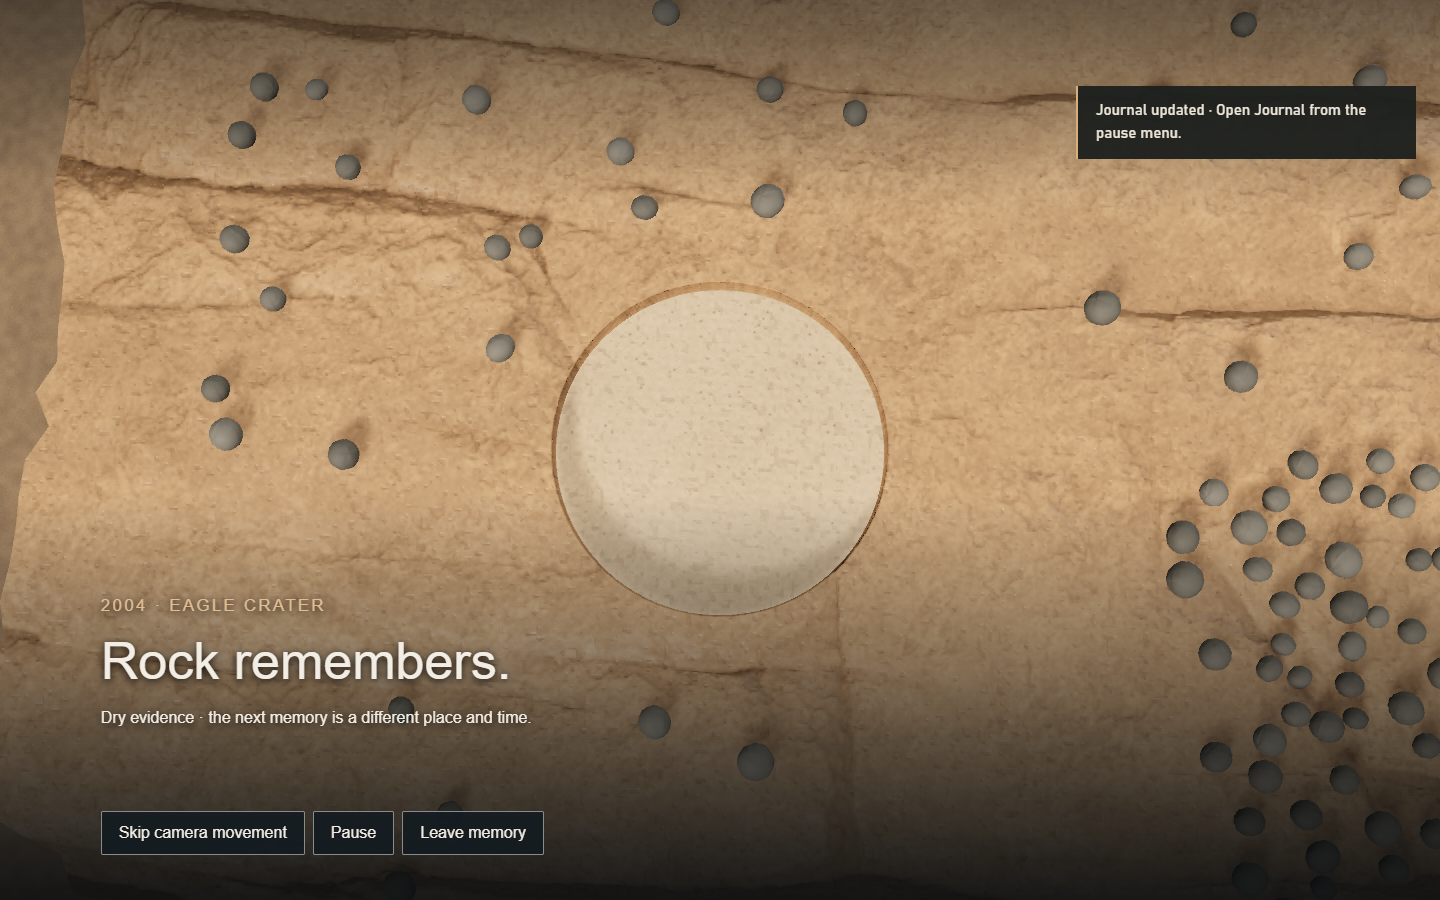 Journal updated · Open Journal from the
pause menu.
2004 · EAGLE CRATER
Rock remembers.
Dry evidence · the next memory is a different place and time.
Skip camera movement
Pause
Leave memory